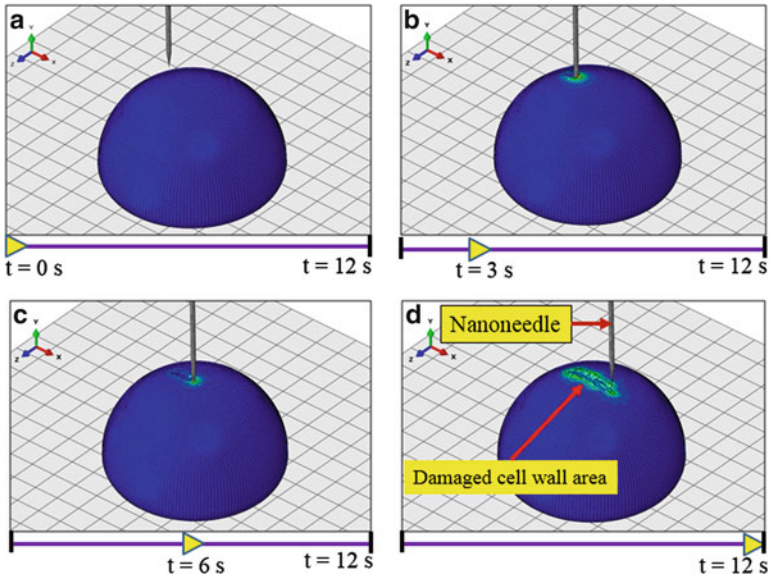 a
Y
Z X
t = 0 s
t = 12 s
b
Y
Z X
t = 3 s
t = 12 s
c
Y
Z X
t = 6 s
t = 12 s
d
Y
Z X
Nanoneedle
Damaged cell wall area
t = 12 s